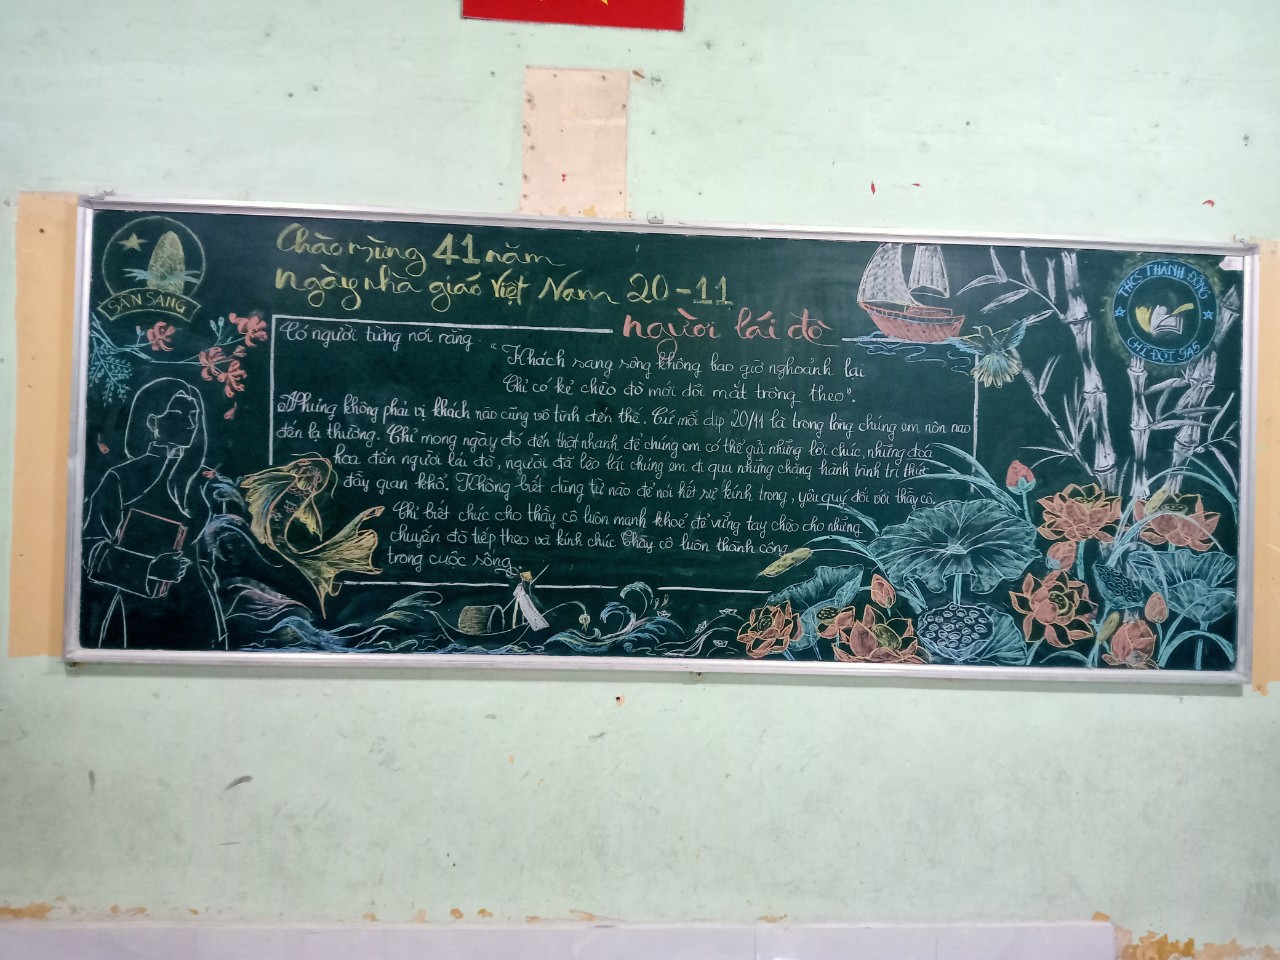 Chào mừng 41 năm
ngày nhà giáo Việt Nam 20-11
SẴN SÀNG
THCS THÀNH ĐÔNG
CHI ĐỘI 9A5
người lái đò
Có người từng nói rằng:
"Khách sang sông không bao giờ nghoảnh lại
Chỉ có kẻ chèo đò mới dõi mắt trông theo".
Nhưng không phải vị khách nào cũng vô tình đến thế. Cứ mỗi dịp 20/11 là trong lòng chúng em nôn nao
đến lạ thường. Chỉ mong ngày đó đến thật nhanh để chúng em có thể gửi những lời chúc, những đoá
hoa đến người lái đò, người đã lèo lái chúng em đi qua những chặng hành trình tri thức
đầy gian khổ. Không biết dùng từ nào để nói hết sự kính trọng, yêu quý đối với thầy cô.
Chỉ biết chúc cho thầy cô luôn mạnh khoẻ để vững tay chèo cho những
chuyến đò tiếp theo và kính chúc Thầy cô luôn thành công
trong cuộc sống.